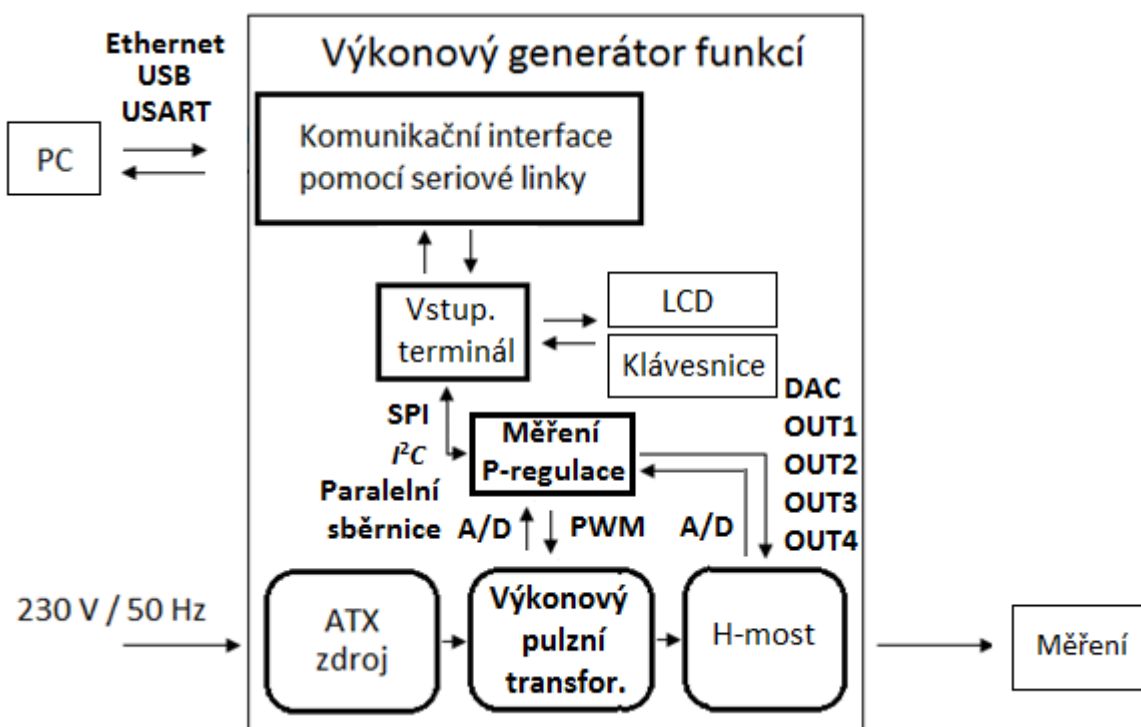 Výkonový generátor funkcí
Ethernet
USB
USART
PC
Komunikační interface
pomocí seriové linky
Vstup.
terminál
LCD
Klávesnice
SPI
I²C
Paralelní
sběrnice
Měření
P-regulace
DAC
OUT1
OUT2
OUT3
OUT4
A/D
PWM
A/D
230 V / 50 Hz
ATX
zdroj
Výkonový
pulzní
transfor.
H-most
Měření